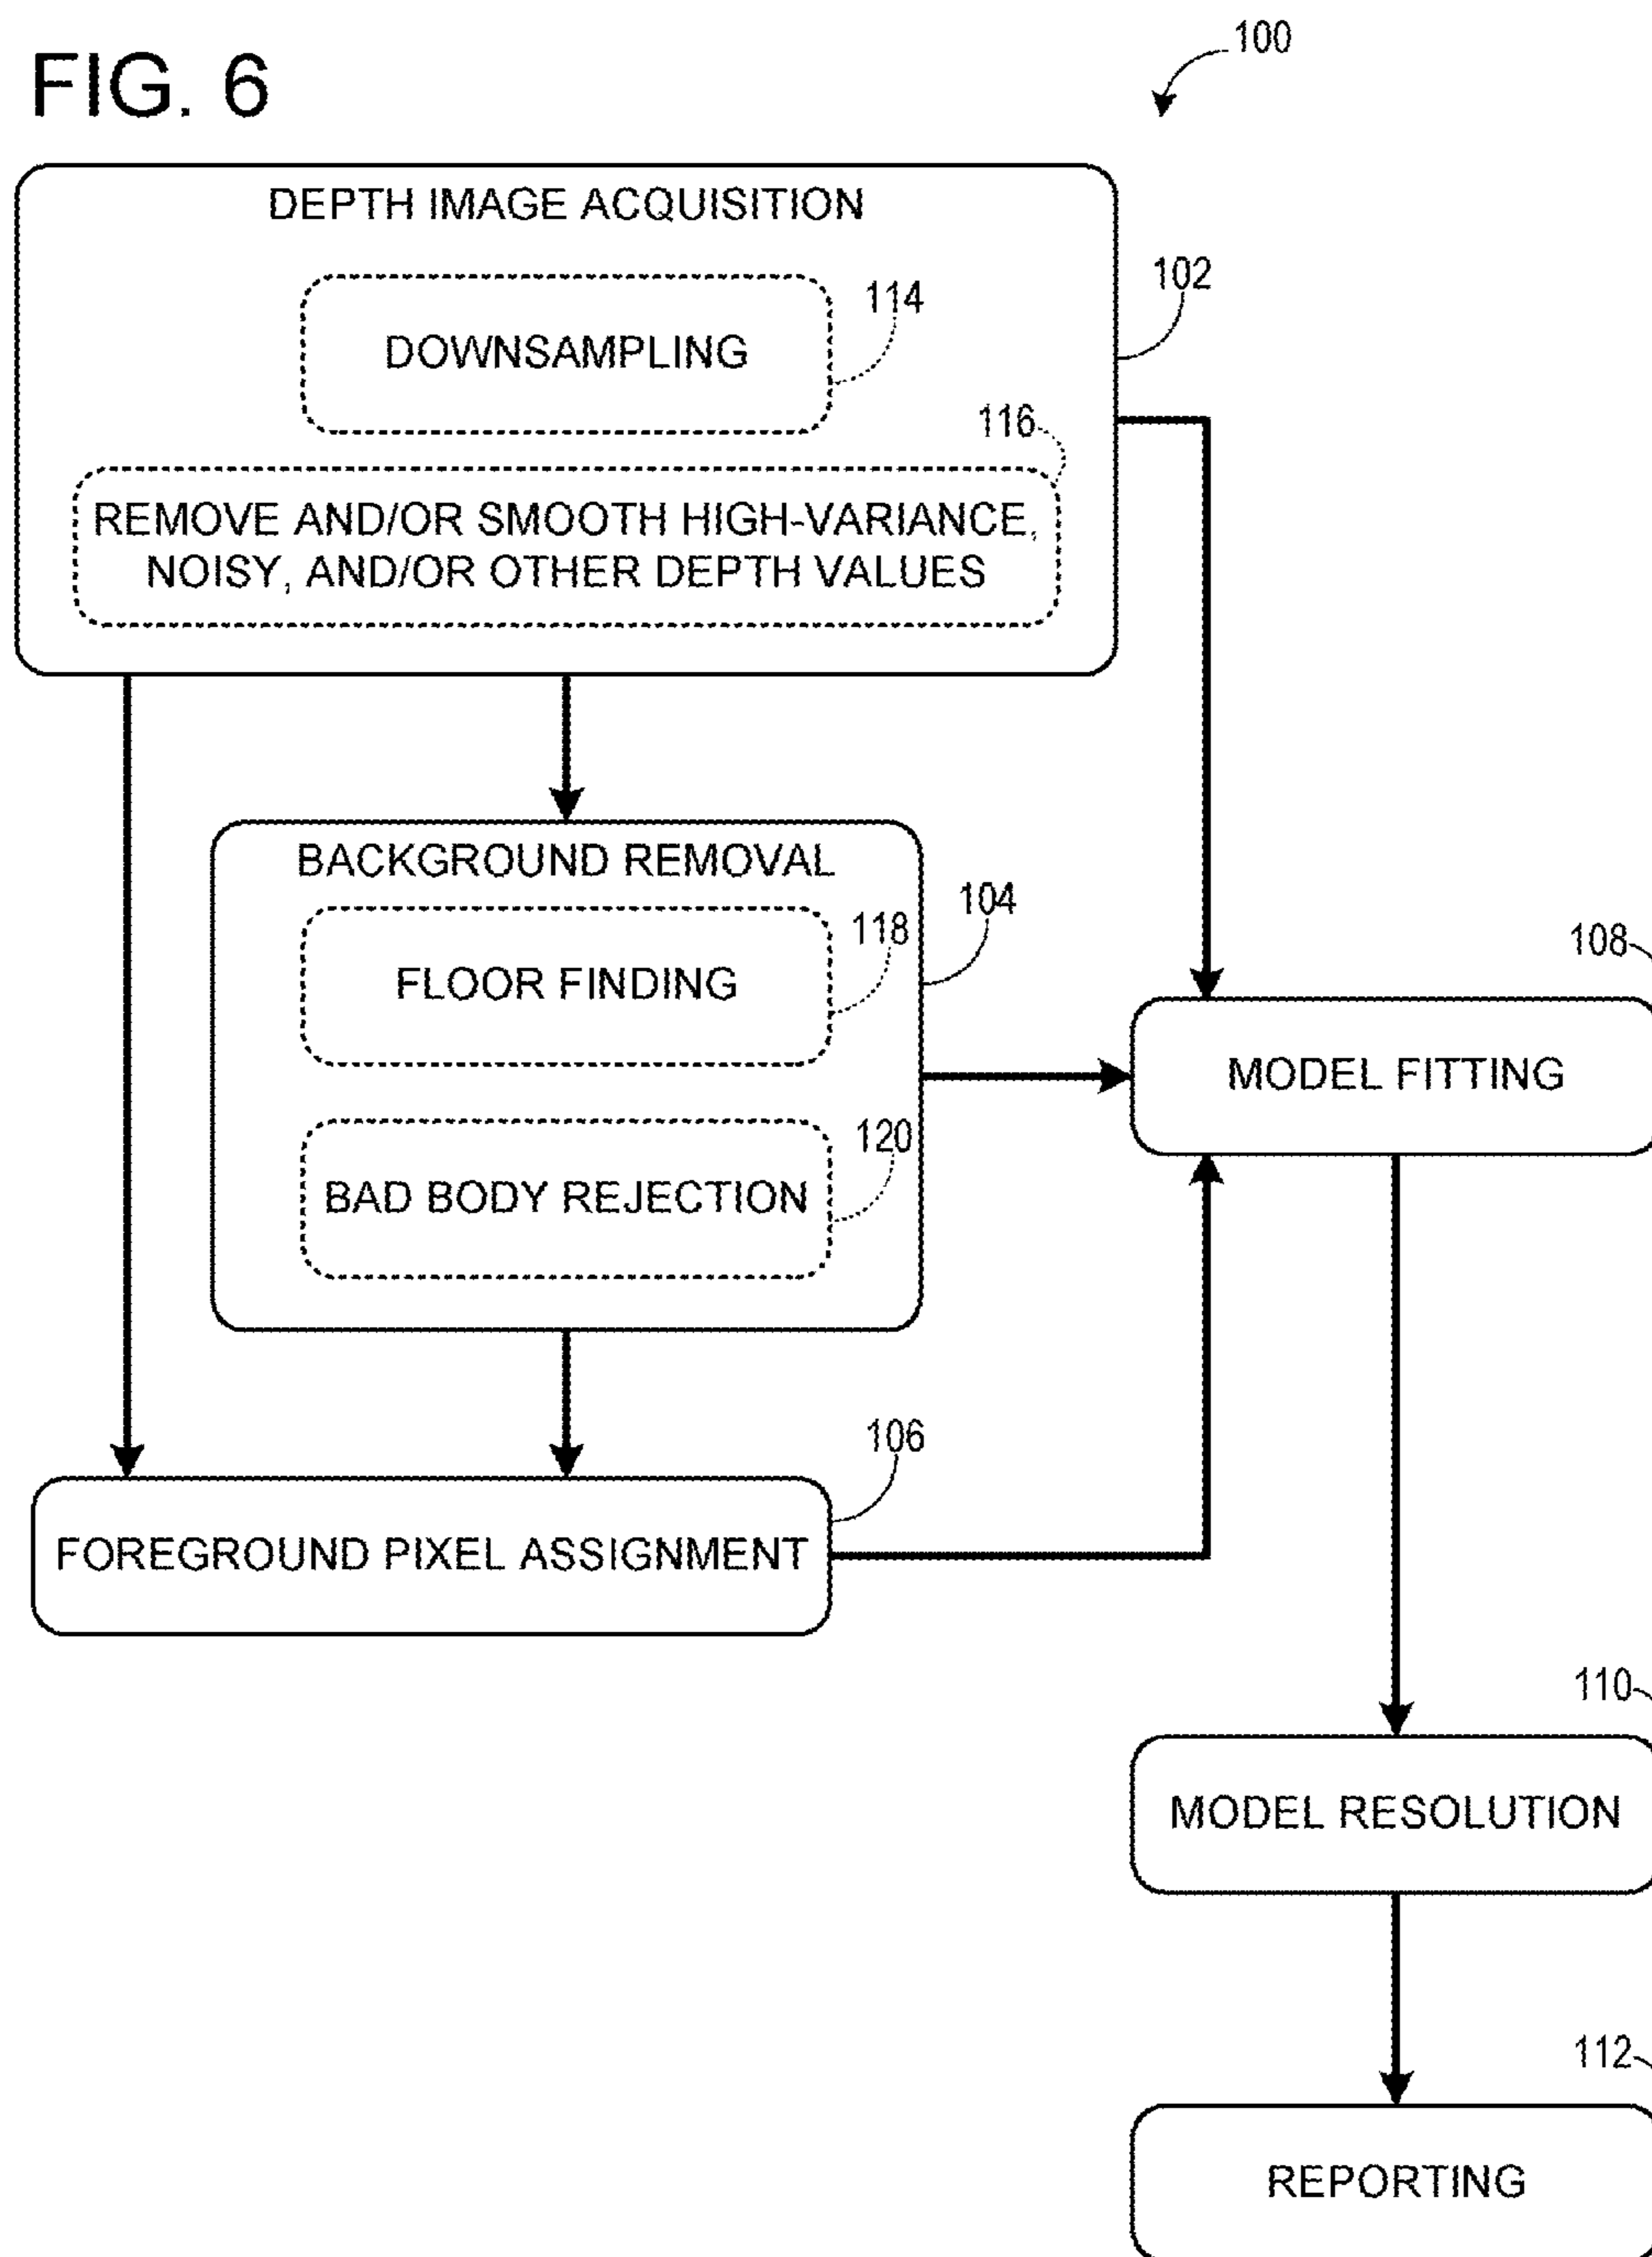 FIG. 6
100
DEPTH IMAGE ACQUISITION
102
114
DOWNSAMPLING
116
REMOVE AND/OR SMOOTH HIGH-VARIANCE,
NOISY, AND/OR OTHER DEPTH VALUES
BACKGROUND REMOVAL
104
118
FLOOR FINDING
108
MODEL FITTING
120
BAD BODY REJECTION
106
FOREGROUND PIXEL ASSIGNMENT
110
MODEL RESOLUTION
112
REPORTING